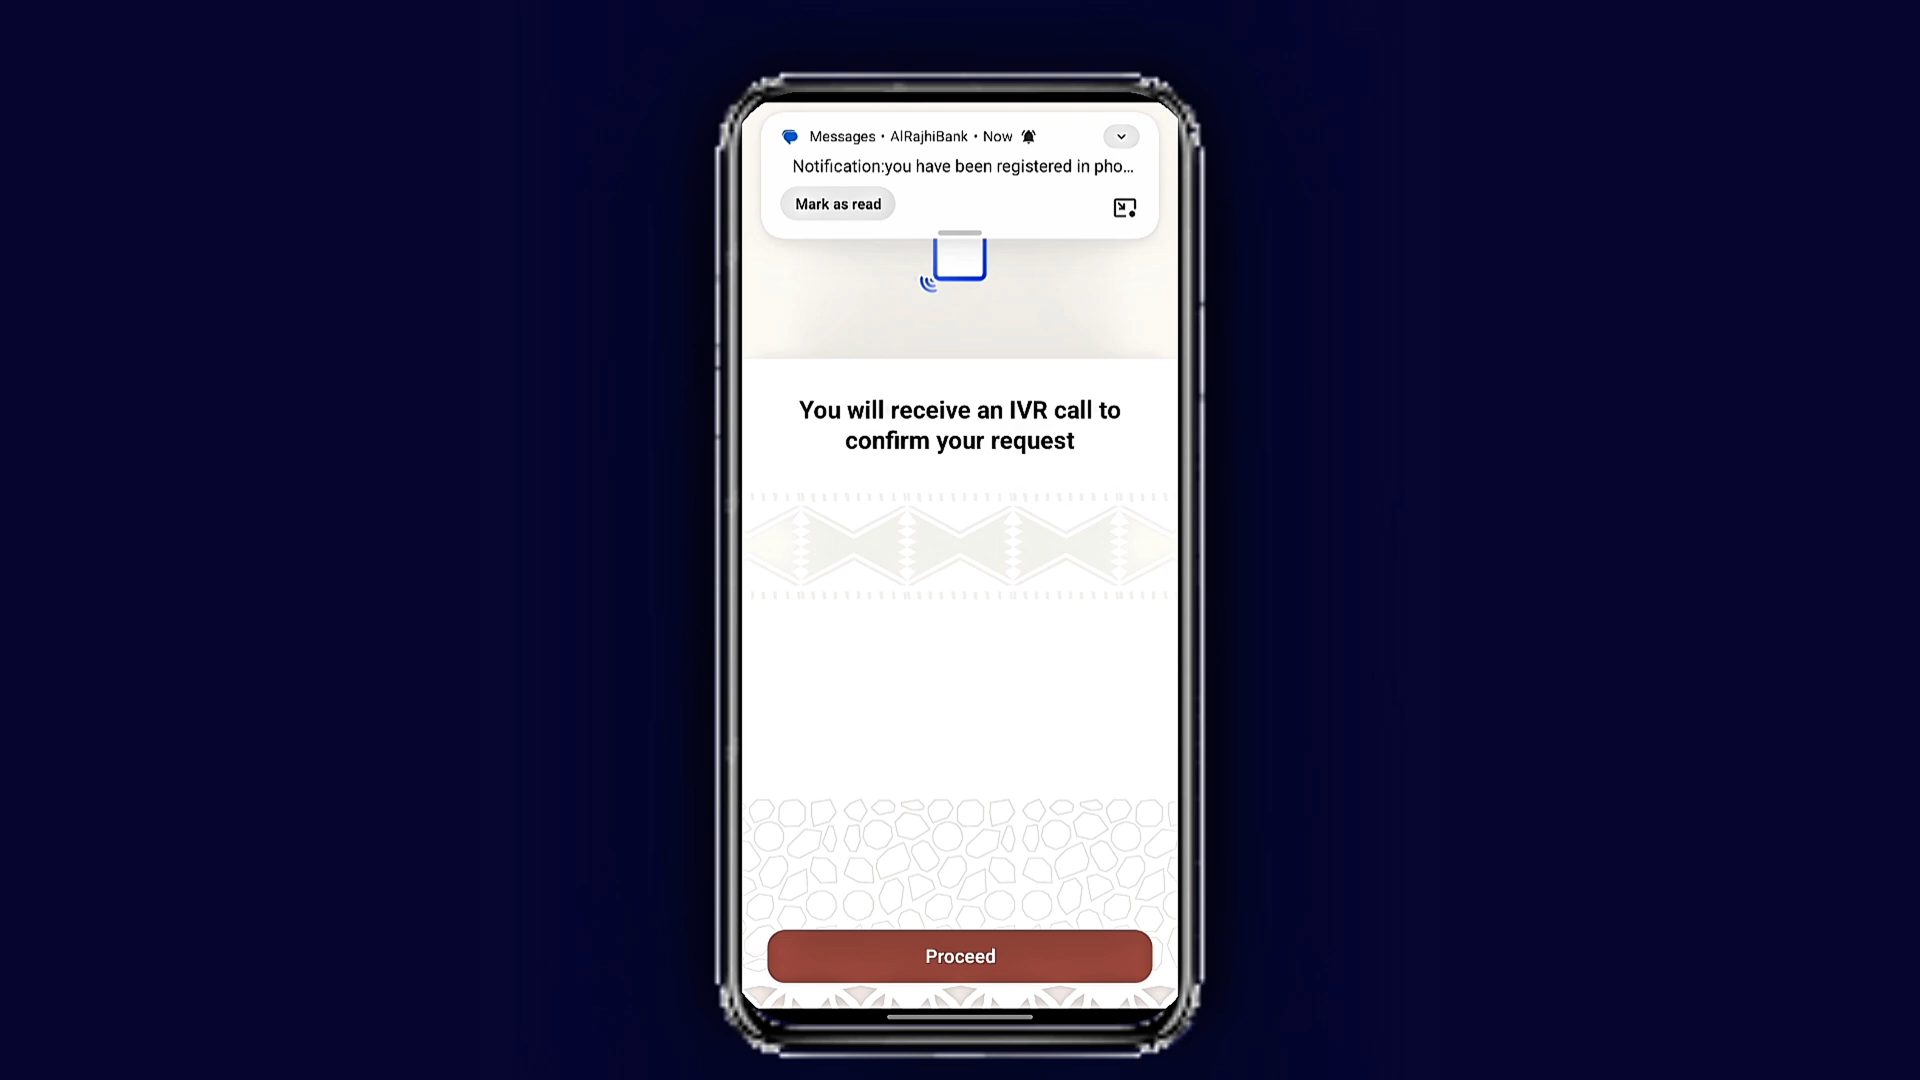 Messages • AlRajhiBank • Now
Notification:you have been registered in pho...
Mark as read
You will receive an IVR call to
confirm your request
Proceed